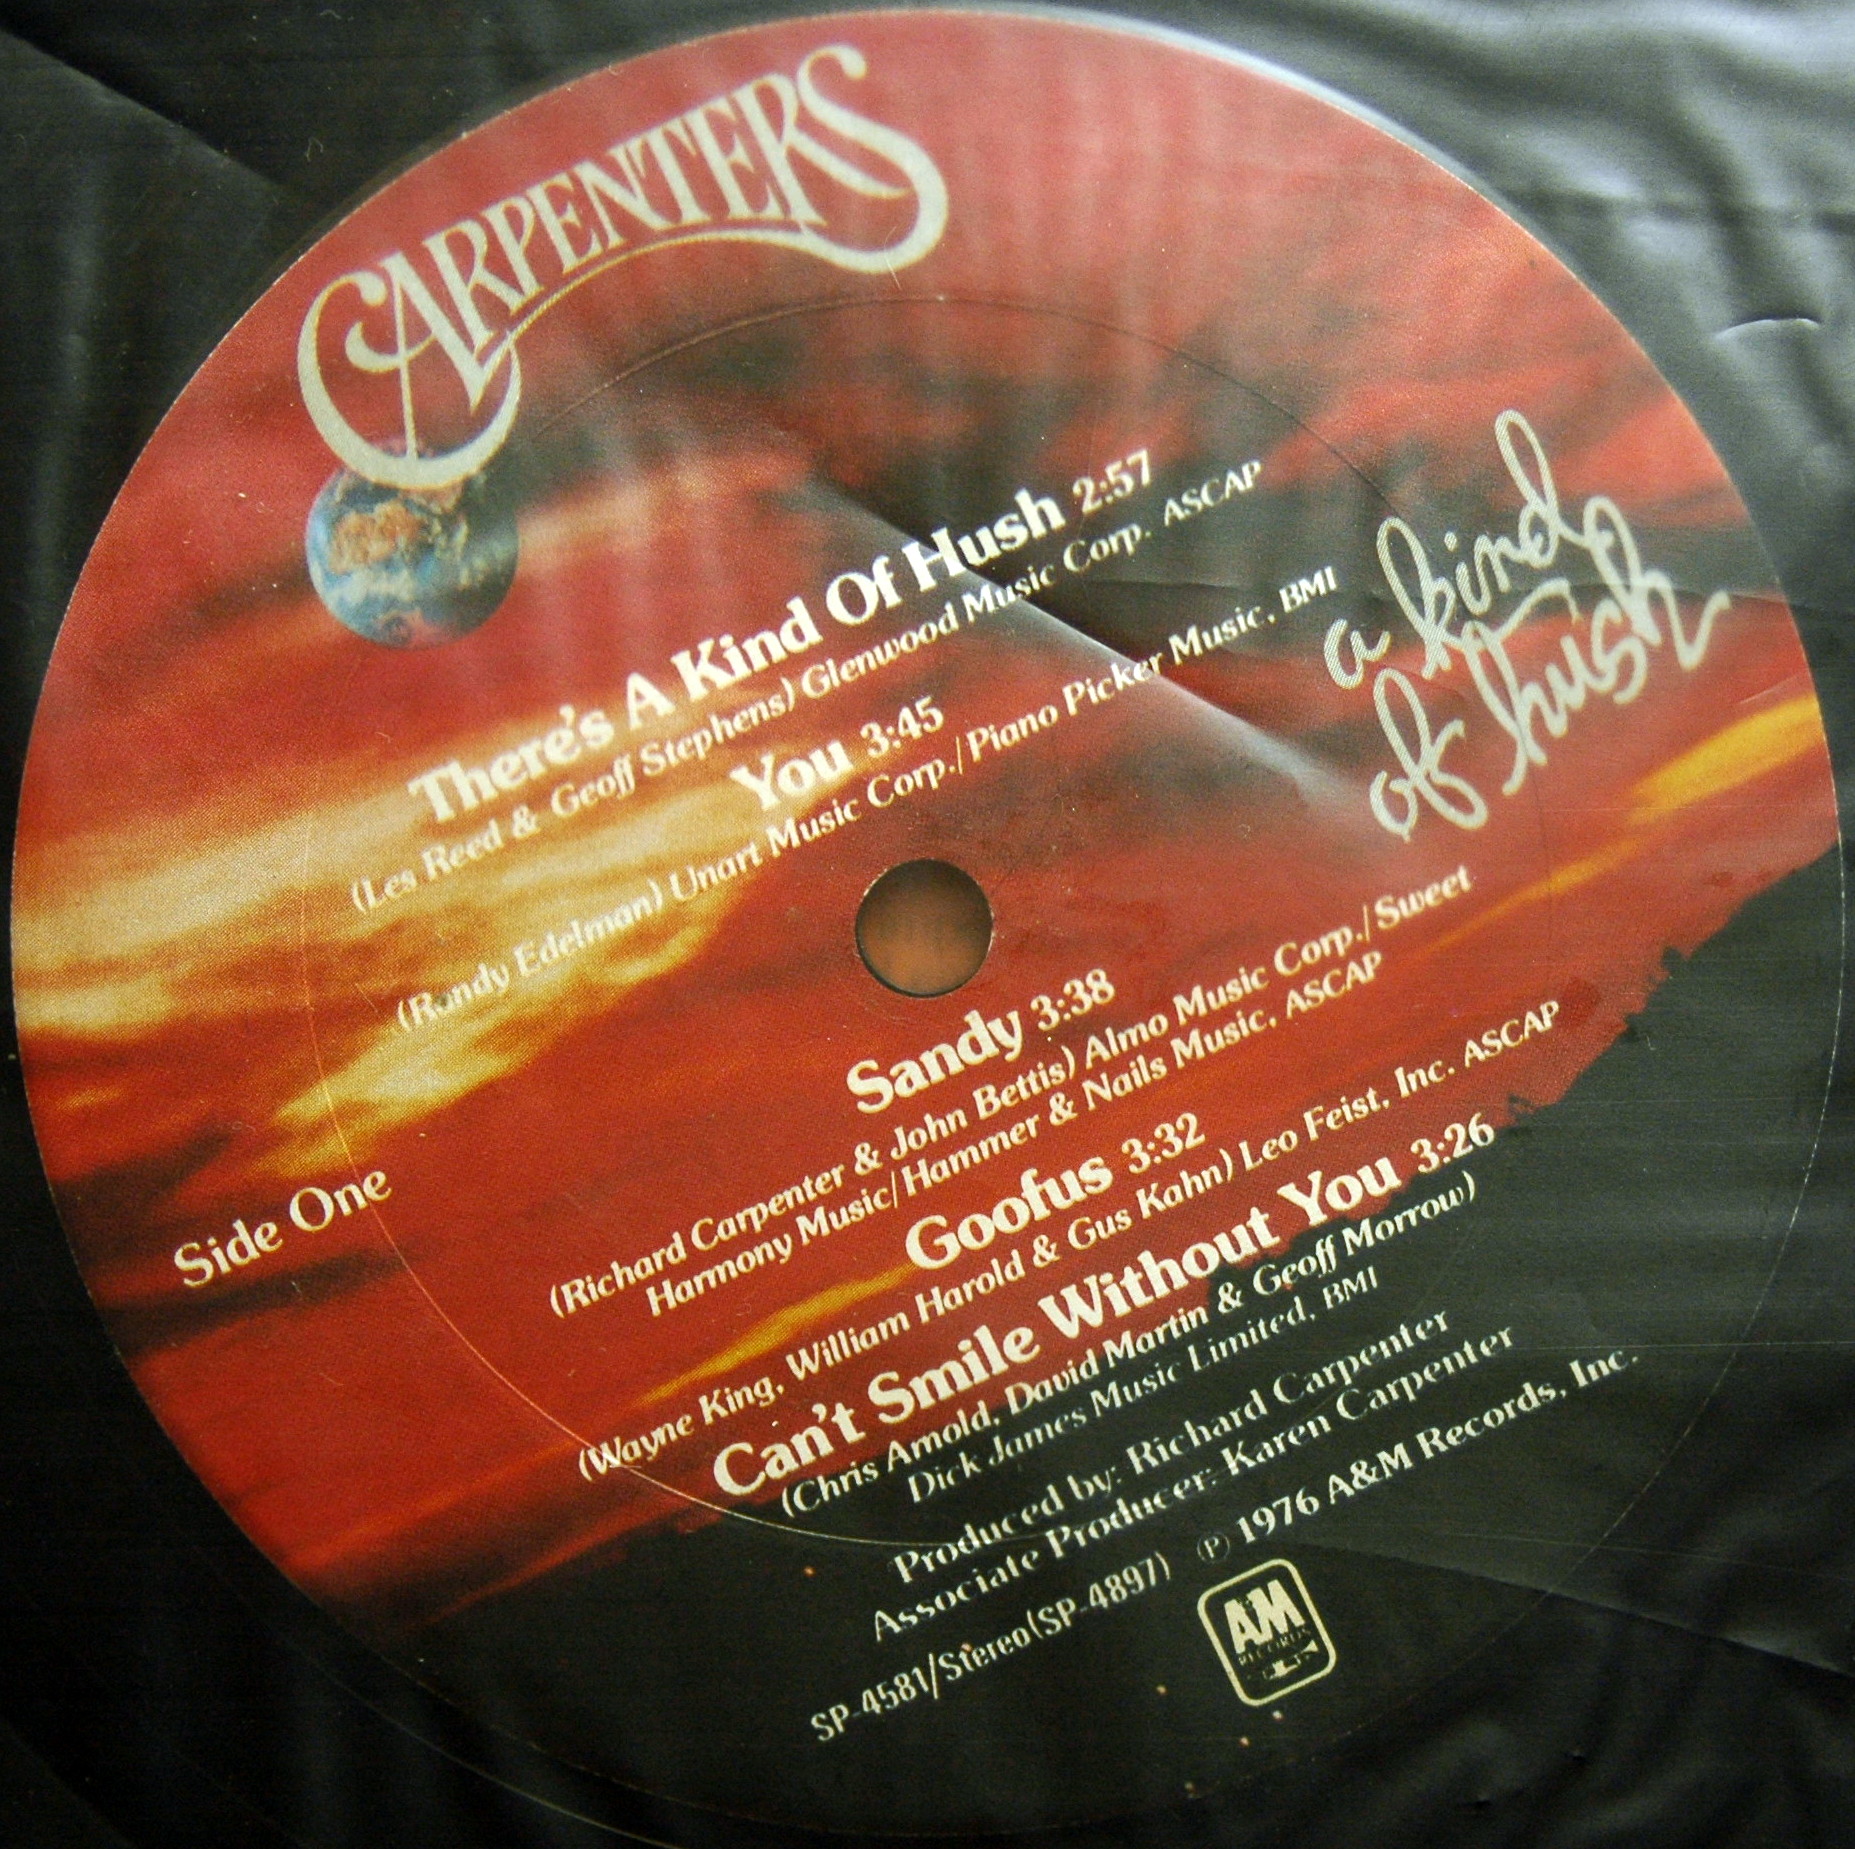 CARPENTERS
a kind
of hush
There's A Kind Of Hush 2:57
(Les Reed & Geoff Stephens) Glenwood Music Corp. ASCAP
You 3:45
(Randy Edelman) Unart Music Corp./Piano Picker Music, BMI
Sandy 3:38
(Richard Carpenter & John Bettis) Almo Music Corp./Sweet
Harmony Music/Hammer & Nails Music, ASCAP
Goofus 3:32
(Wayne King, William Harold & Gus Kahn) Leo Feist, Inc. ASCAP
Can't Smile Without You 3:26
(Chris Arnold, David Martin & Geoff Morrow)
Dick James Music Limited, BMI
Side One
Produced by: Richard Carpenter
Associate Producer: Karen Carpenter
SP-4581/Stereo(SP-4897) ℗ 1976 A&M Records, Inc.
A&M
RECORDS